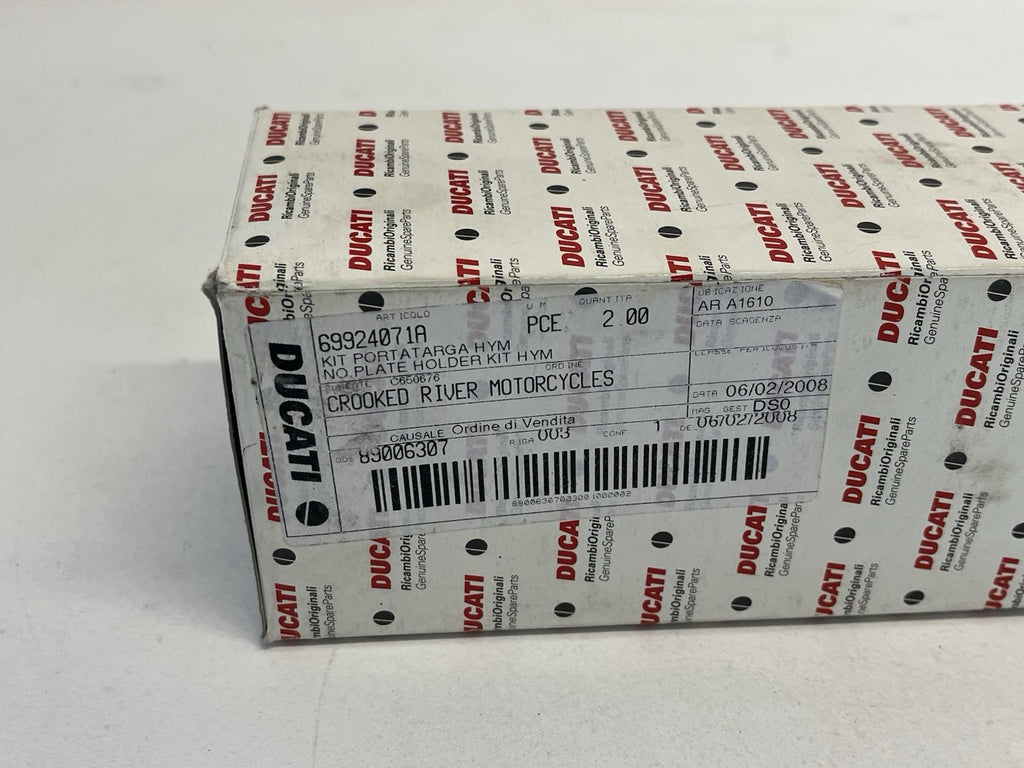 DUCATI
RicambiOriginali
GenuineSpareParts
DUCATI
ARTICOLO
69924071A
U M
PCE
QUANTITA
2.00
UBICAZIONE
AR A1610
KIT PORTATARGA HYM
NO.PLATE HOLDER KIT HYM
DATA SCADENZA
C650676
ORDINE
CROOKED RIVER MOTORCYCLES
DATA 06/02/2008
MAG GEST DS0
CAUSALE Ordine di Vendita
ODS 89006307
RIGA 003
CONF 1
DE 06/02/2008
89006307003001000002